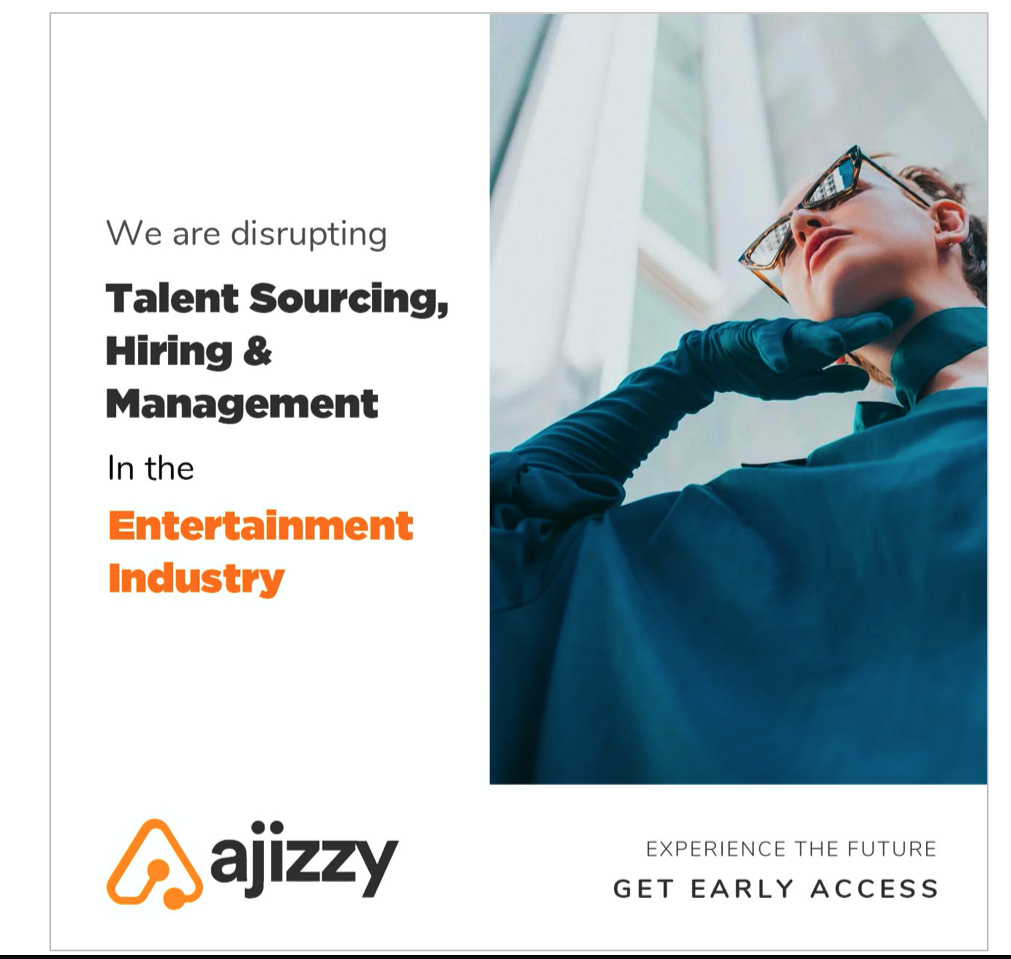 We are disrupting
Talent Sourcing,
Hiring &
Management
In the
Entertainment
Industry
ajizzy
EXPERIENCE THE FUTURE
GET EARLY ACCESS